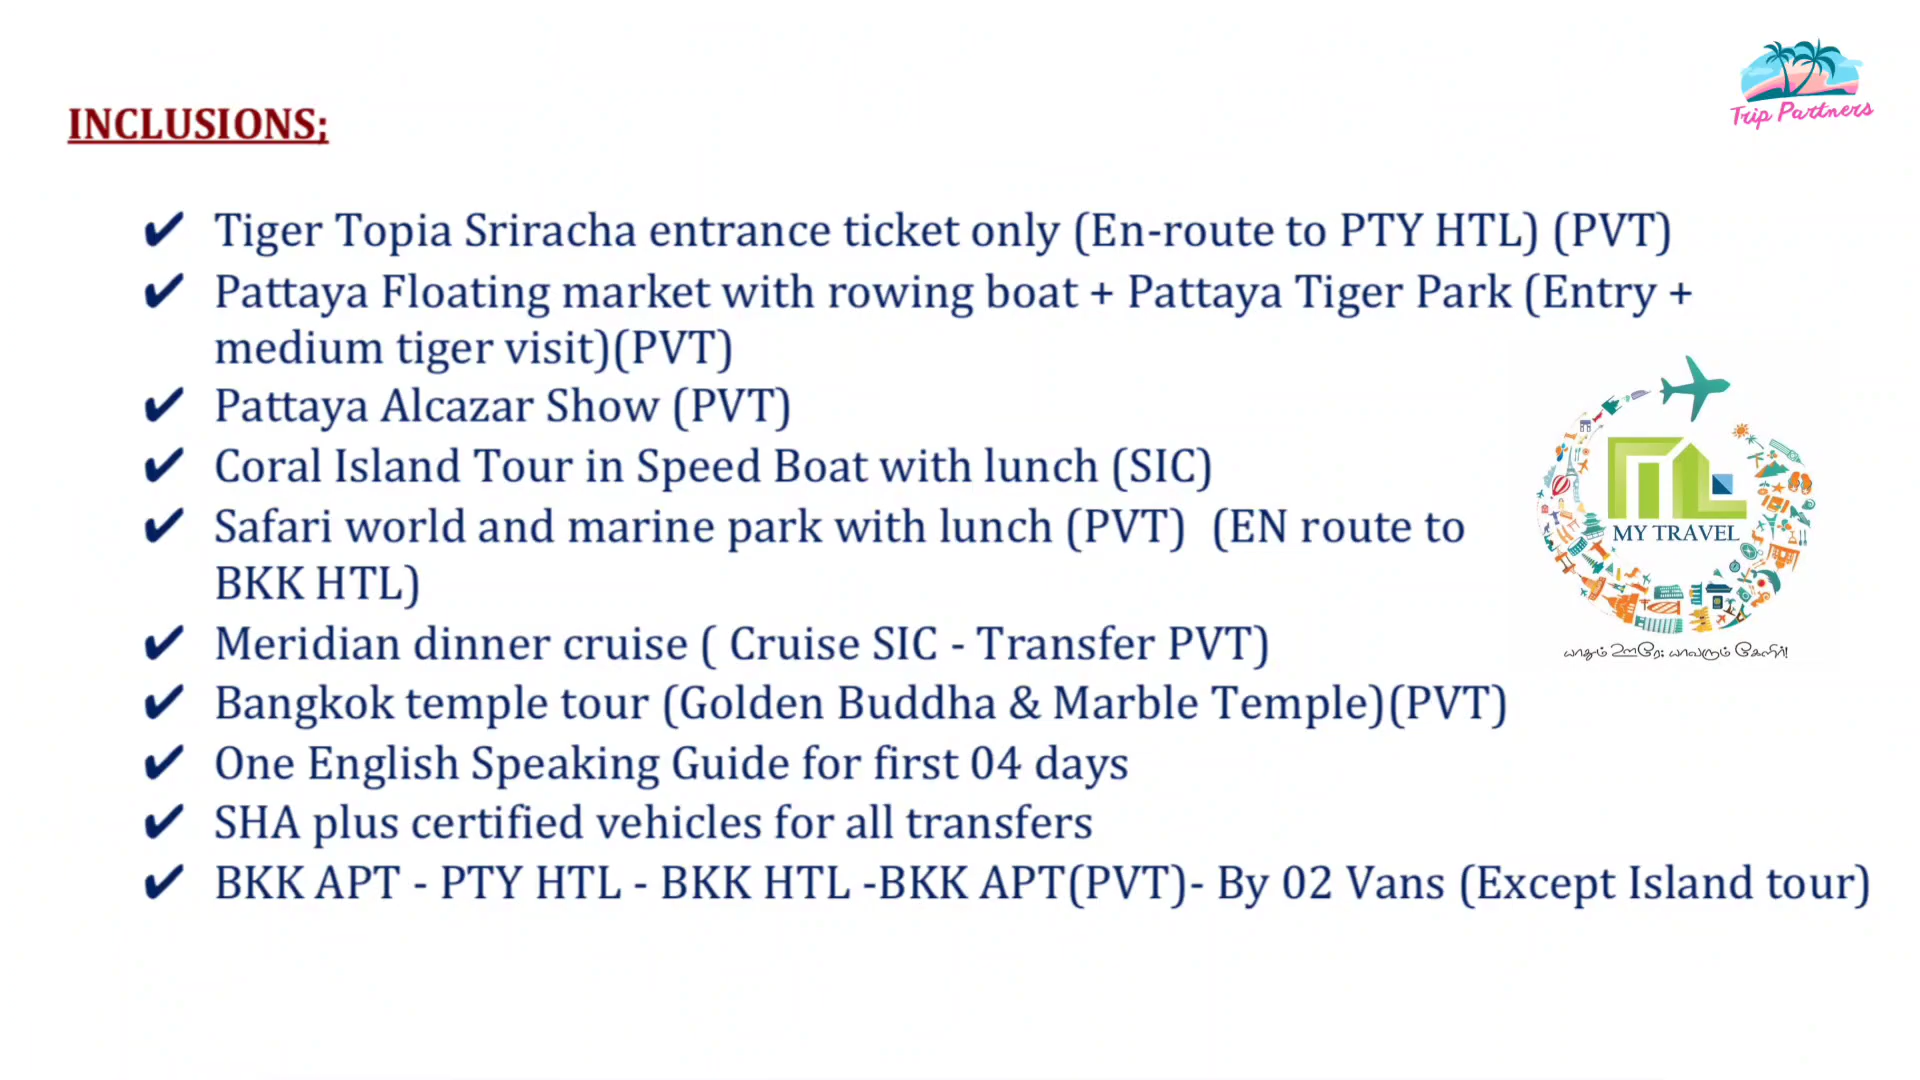 Trip Partners
INCLUSIONS;
✔ Tiger Topia Sriracha entrance ticket only (En-route to PTY HTL) (PVT)
✔ Pattaya Floating market with rowing boat + Pattaya Tiger Park (Entry +
medium tiger visit)(PVT)
✔ Pattaya Alcazar Show (PVT)
✔ Coral Island Tour in Speed Boat with lunch (SIC)
✔ Safari world and marine park with lunch (PVT)  (EN route to
BKK HTL)
MY TRAVEL
யாதும் ஊரே; யாவரும் கேளிர்!
✔ Meridian dinner cruise ( Cruise SIC - Transfer PVT)
✔ Bangkok temple tour (Golden Buddha & Marble Temple)(PVT)
✔ One English Speaking Guide for first 04 days
✔ SHA plus certified vehicles for all transfers
✔ BKK APT - PTY HTL - BKK HTL -BKK APT(PVT)- By 02 Vans (Except Island tour)